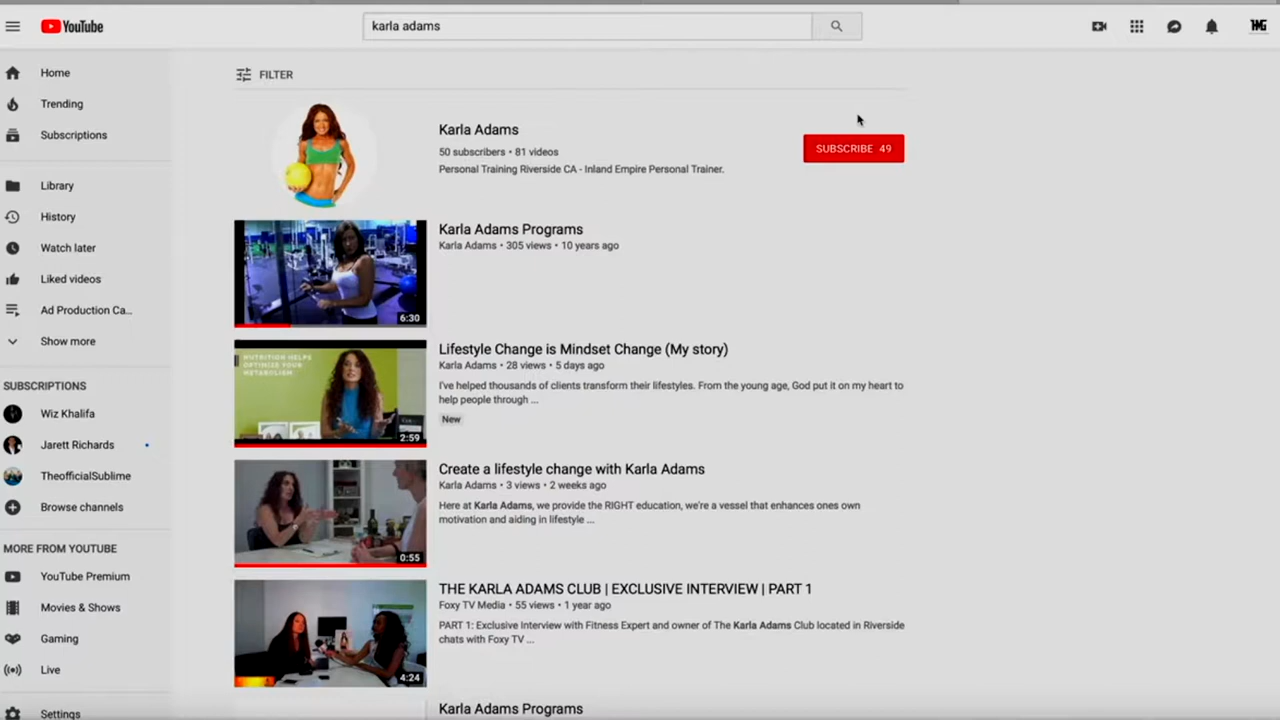 YouTube
karla adams
Home
Trending
Subscriptions
Library
History
Watch later
Liked videos
Ad Production Ca...
Show more
SUBSCRIPTIONS
Wiz Khalifa
Jarett Richards
TheofficialSublime
Browse channels
MORE FROM YOUTUBE
YouTube Premium
Movies & Shows
Gaming
Live
Settings
FILTER
Karla Adams
50 subscribers • 81 videos
Personal Training Riverside CA - Inland Empire Personal Trainer.
SUBSCRIBE 49
6:30
Karla Adams Programs
Karla Adams • 305 views • 10 years ago
NUTRITION HELPS
OPTIMIZE YOUR
METABOLISM
2:59
Lifestyle Change is Mindset Change (My story)
Karla Adams • 28 views • 5 days ago
I've helped thousands of clients transform their lifestyles. From the young age, God put it on my heart to
help people through ...
New
0:55
Create a lifestyle change with Karla Adams
Karla Adams • 3 views • 2 weeks ago
Here at Karla Adams, we provide the RIGHT education, we're a vessel that enhances ones own
motivation and aiding in lifestyle ...
4:24
THE KARLA ADAMS CLUB | EXCLUSIVE INTERVIEW | PART 1
Foxy TV Media • 55 views • 1 year ago
PART 1: Exclusive Interview with Fitness Expert and owner of The Karla Adams Club located in Riverside
chats with Foxy TV ...
Karla Adams Programs